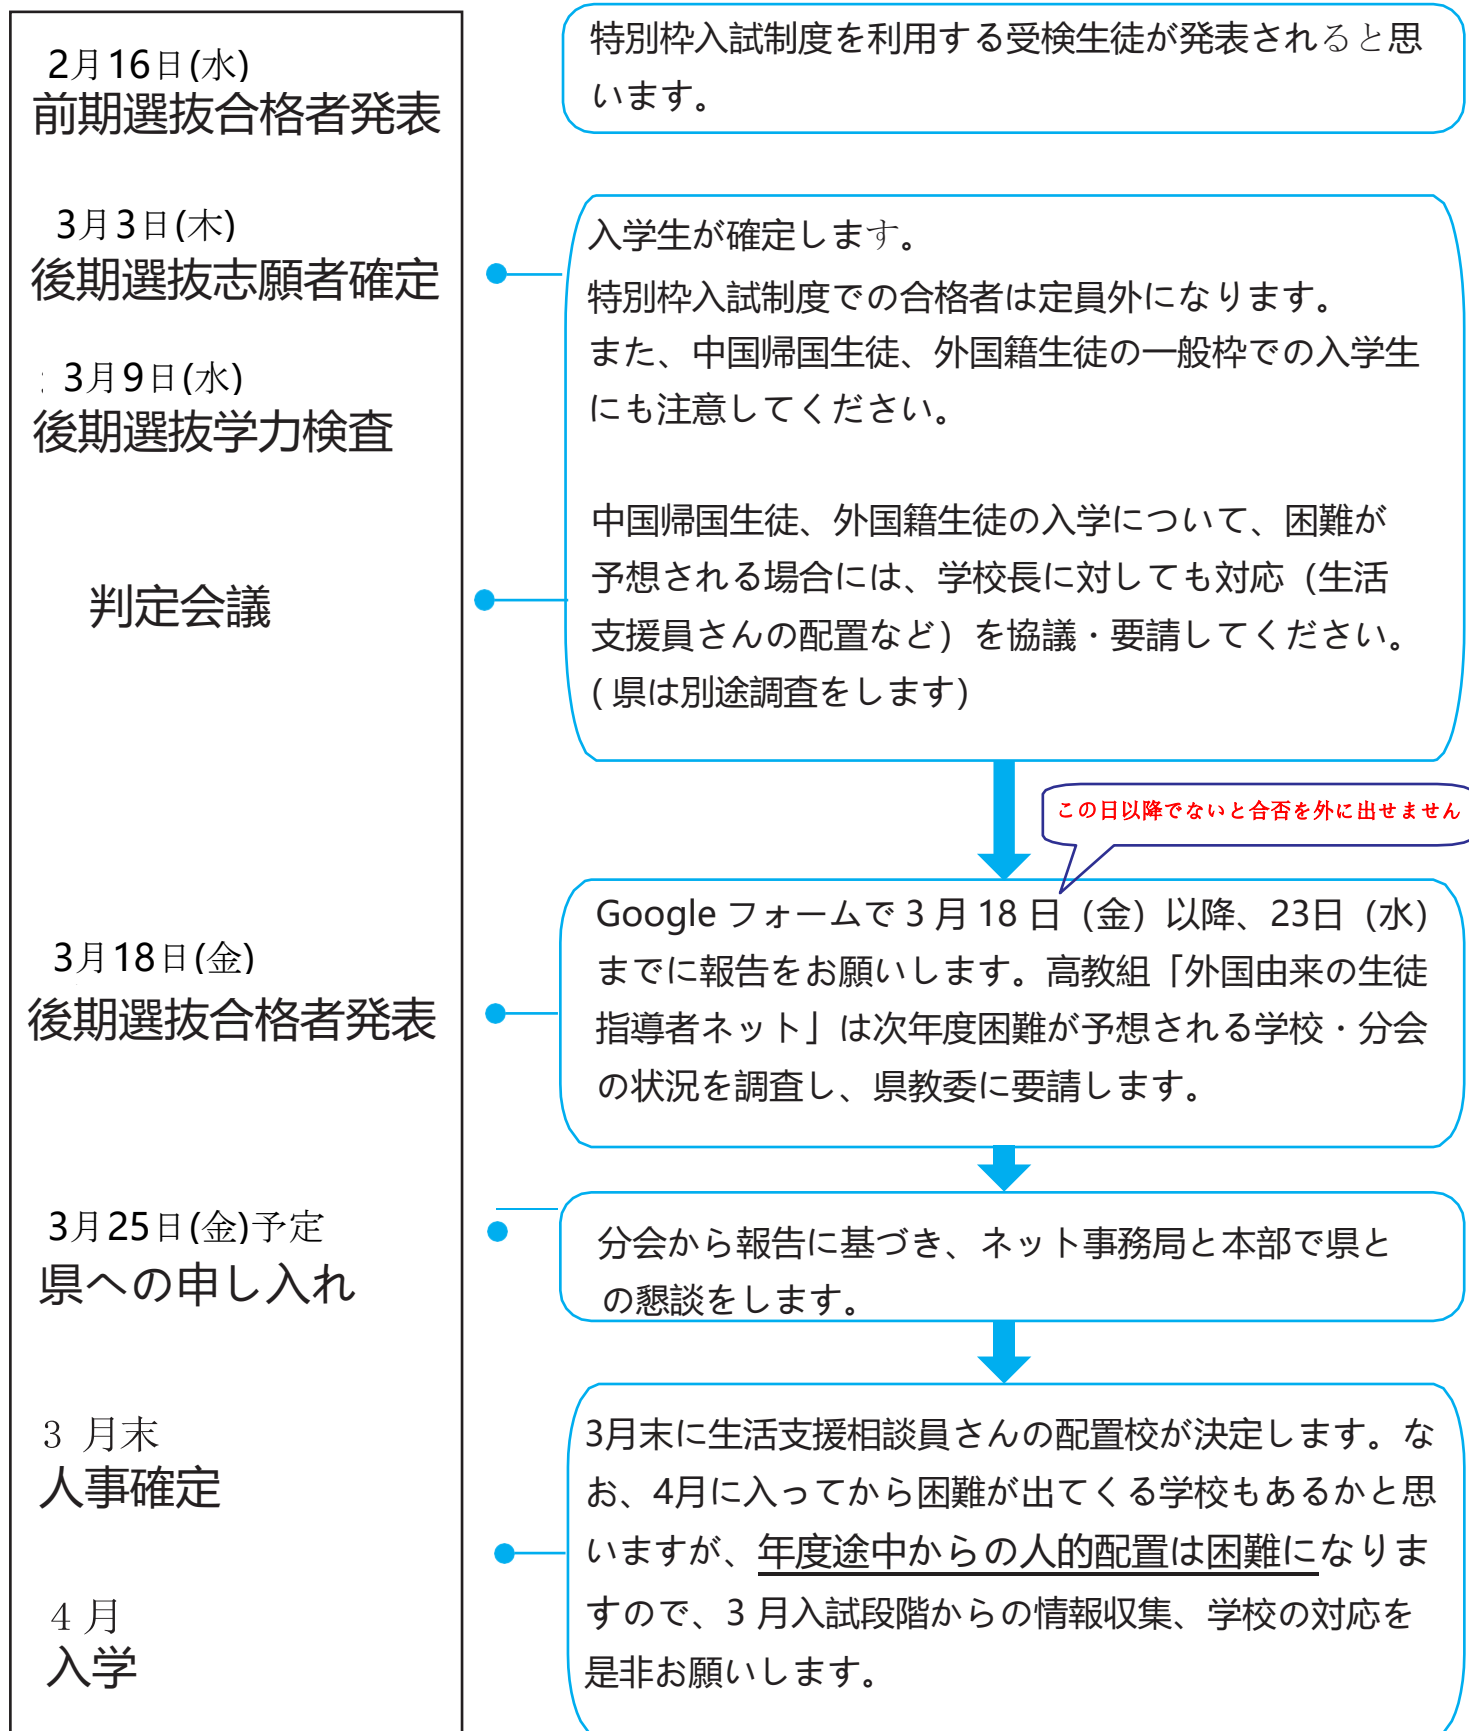 2月16日(水)
前期選抜合格者発表
特別枠入試制度を利用する受検生徒が発表されると思
います。
3月3日(木)
後期選抜志願者確定
: 3月9日(水)
後期選抜学力検査
判定会議
入学生が確定します。
特別枠入試制度での合格者は定員外になります。
また、中国帰国生徒、外国籍生徒の一般枠での入学生
にも注意してください。
中国帰国生徒、外国籍生徒の入学について、困難が
予想される場合には、学校長に対しても対応（生活
支援員さんの配置など）を協議・要請してください。
( 県は別途調査をします)
この日以降でないと合否を外に出せません
3月18日(金)
後期選抜合格者発表
Google フォームで 3 月 18 日（金）以降、23日（水）
までに報告をお願いします。高教組「外国由来の生徒
指導者ネット」は次年度困難が予想される学校・分会
の状況を調査し、県教委に要請します。
3月25日(金)予定
県への申し入れ
分会から報告に基づき、ネット事務局と本部で県と
の懇談をします。
3 月末
人事確定
4 月
入学
3月末に生活支援相談員さんの配置校が決定します。な
お、4月に入ってから困難が出てくる学校もあるかと思
いますが、年度途中からの人的配置は困難になりま
すので、3 月入試段階からの情報収集、学校の対応を
是非お願いします。